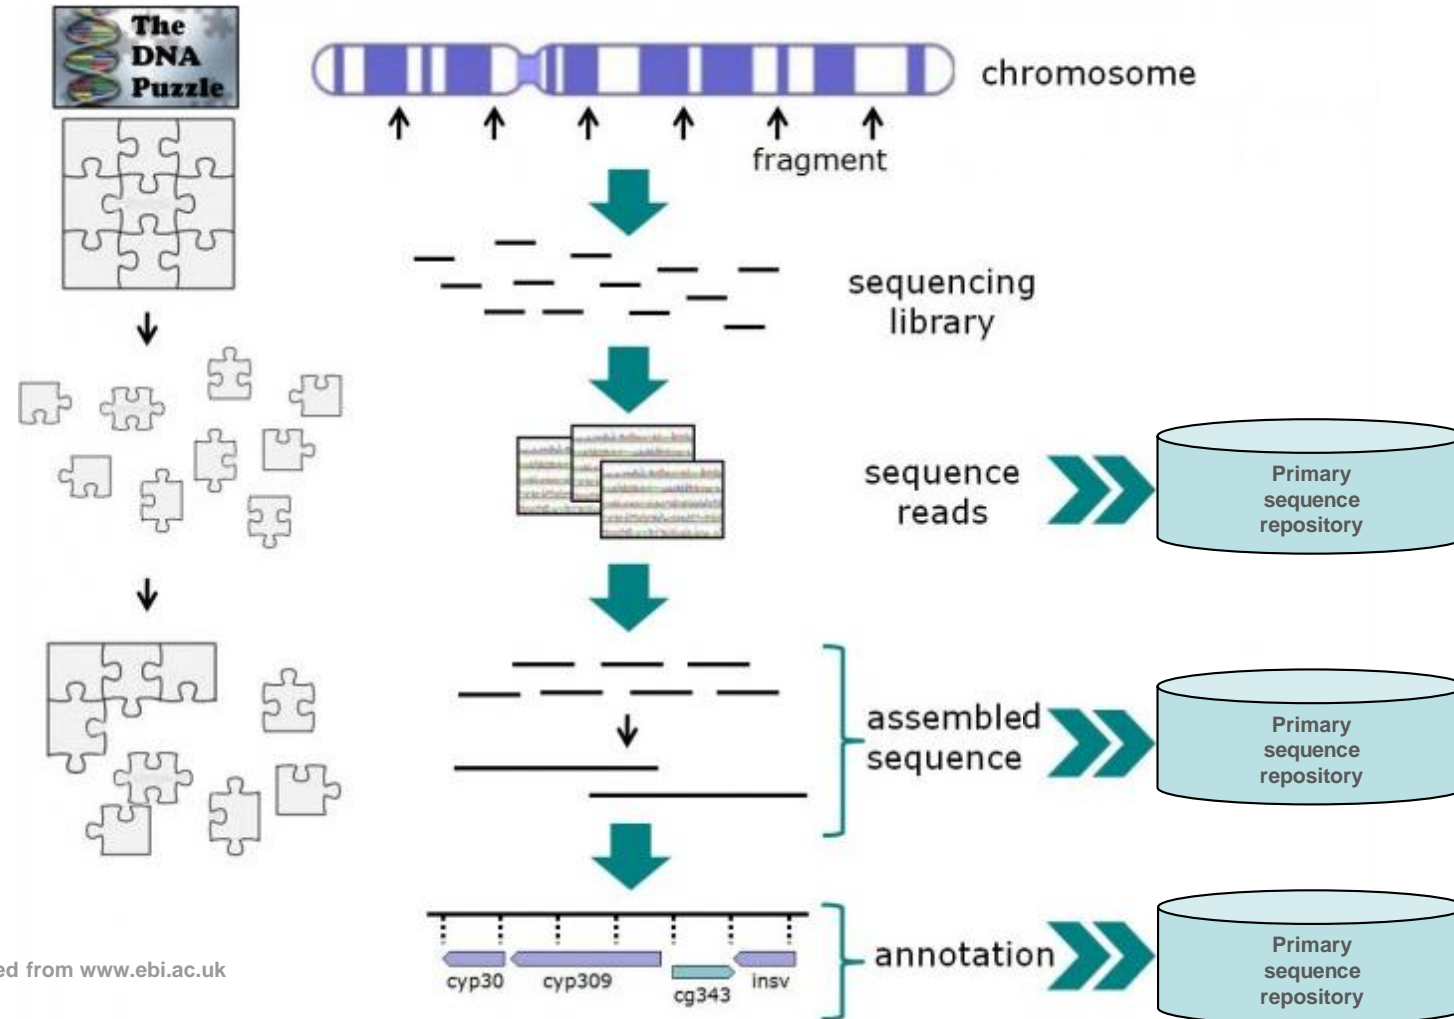 The
DNA
Puzzle
chromosome
fragment
sequencing
library
sequence
reads
Primary
sequence
repository
assembled
sequence
Primary
sequence
repository
annotation
Primary
sequence
repository
cyp30
cyp309
cg343
insv
from www.ebi.ac.uk